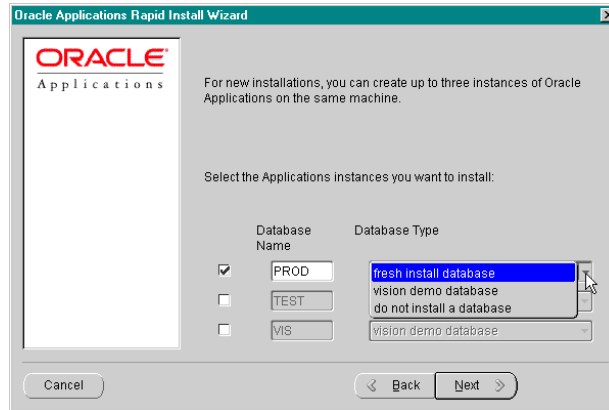 Oracle Applications Rapid Install Wizard
ORACLE
Applications
For new installations, you can create up to three instances of Oracle
Applications on the same machine.
Select the Applications instances you want to install:
Database Name
Database Type
PROD
fresh install database
vision demo database
do not install a database
TEST
VIS
vision demo database
Cancel
Back
Next